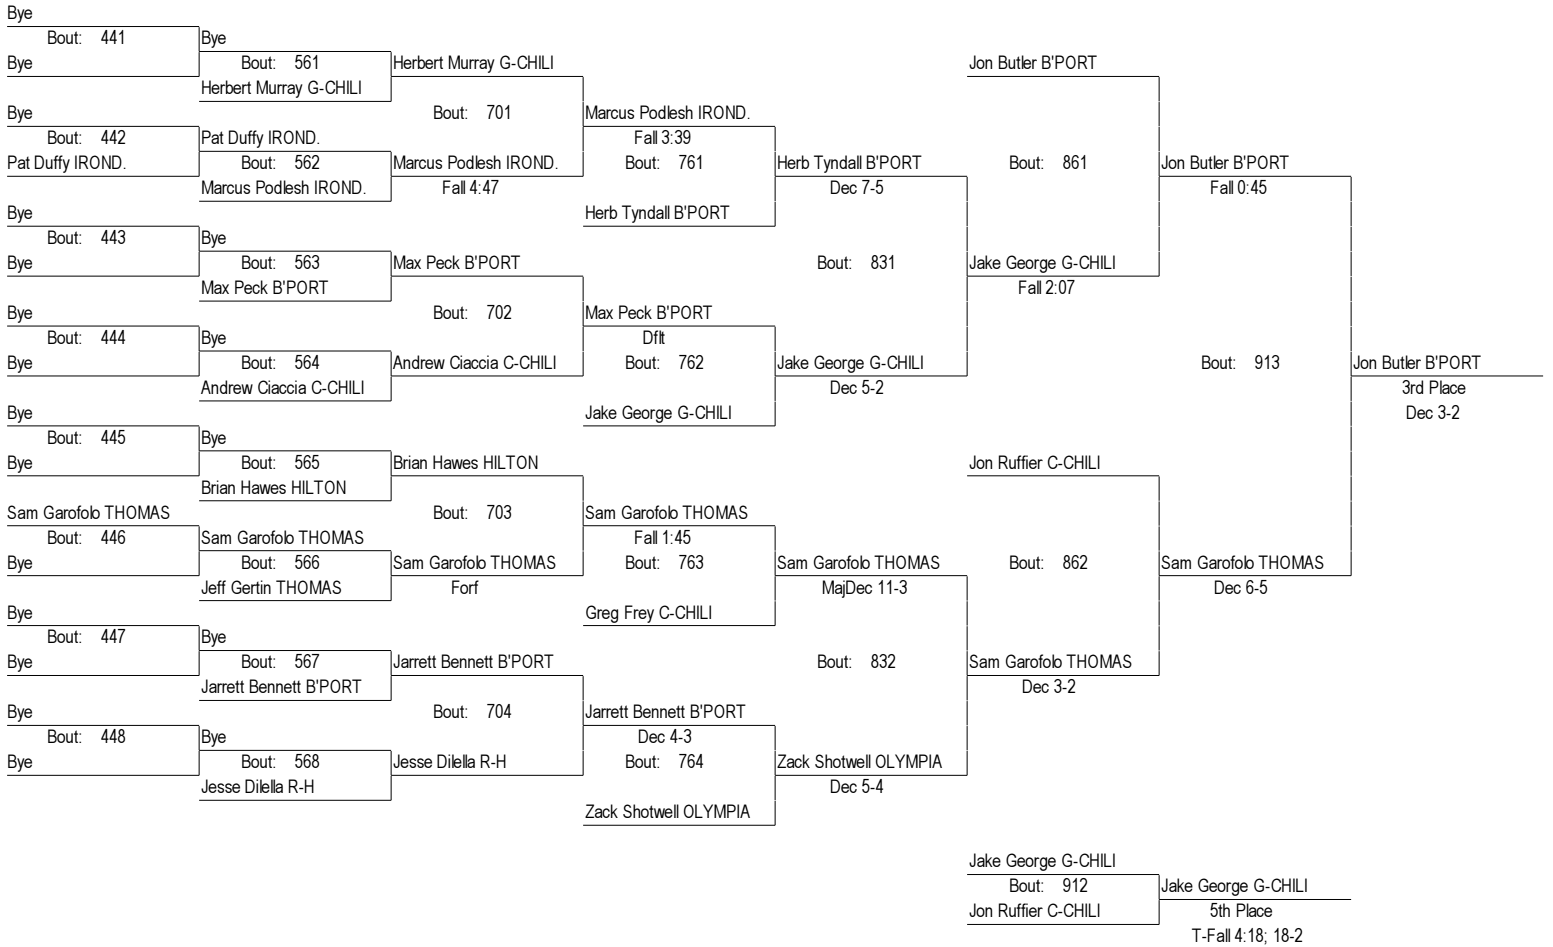 Bye
Bout: 441 Bye
Bye Bout: 561 Herbert Murray G-CHILI Jon Butler B'PORT
Herbert Murray G-CHILI
Bye Bout: 701 Marcus Podlesh IROND.
Bout: 442 Pat Duffy IROND. Fall 3:39
Pat Duffy IROND. Bout: 562 Marcus Podlesh IROND. Bout: 761 Herb Tyndall B'PORT Bout: 861 Jon Butler B'PORT
Marcus Podlesh IROND. Fall 4:47 Dec 7-5 Fall 0:45
Bye Herb Tyndall B'PORT
Bout: 443 Bye
Bye Bout: 563 Max Peck B'PORT Bout: 831 Jake George G-CHILI
Max Peck B'PORT Fall 2:07
Bye Bout: 702 Max Peck B'PORT
Bout: 444 Bye Dflt
Bye Bout: 564 Andrew Ciaccia C-CHILI Bout: 762 Jake George G-CHILI Bout: 913 Jon Butler B'PORT
Andrew Ciaccia C-CHILI Dec 5-2 3rd Place
Bye Jake George G-CHILI Dec 3-2
Bout: 445 Bye
Bye Bout: 565 Brian Hawes HILTON Jon Ruffier C-CHILI
Brian Hawes HILTON
Sam Garofolo THOMAS Bout: 703 Sam Garofolo THOMAS
Bout: 446 Sam Garofolo THOMAS Fall 1:45
Bye Bout: 566 Sam Garofolo THOMAS Bout: 763 Sam Garofolo THOMAS Bout: 862 Sam Garofolo THOMAS
Jeff Gertin THOMAS Forf MajDec 11-3 Dec 6-5
Bye Greg Frey C-CHILI
Bout: 447 Bye
Bye Bout: 567 Jarrett Bennett B'PORT Bout: 832 Sam Garofolo THOMAS
Jarrett Bennett B'PORT Dec 3-2
Bye Bout: 704 Jarrett Bennett B'PORT
Bout: 448 Bye Dec 4-3
Bye Bout: 568 Jesse Dilella R-H Bout: 764 Zack Shotwell OLYMPIA
Jesse Dilella R-H Dec 5-4
Zack Shotwell OLYMPIA
Jake George G-CHILI
Bout: 912 Jake George G-CHILI
Jon Ruffier C-CHILI 5th Place
T-Fall 4:18; 18-2